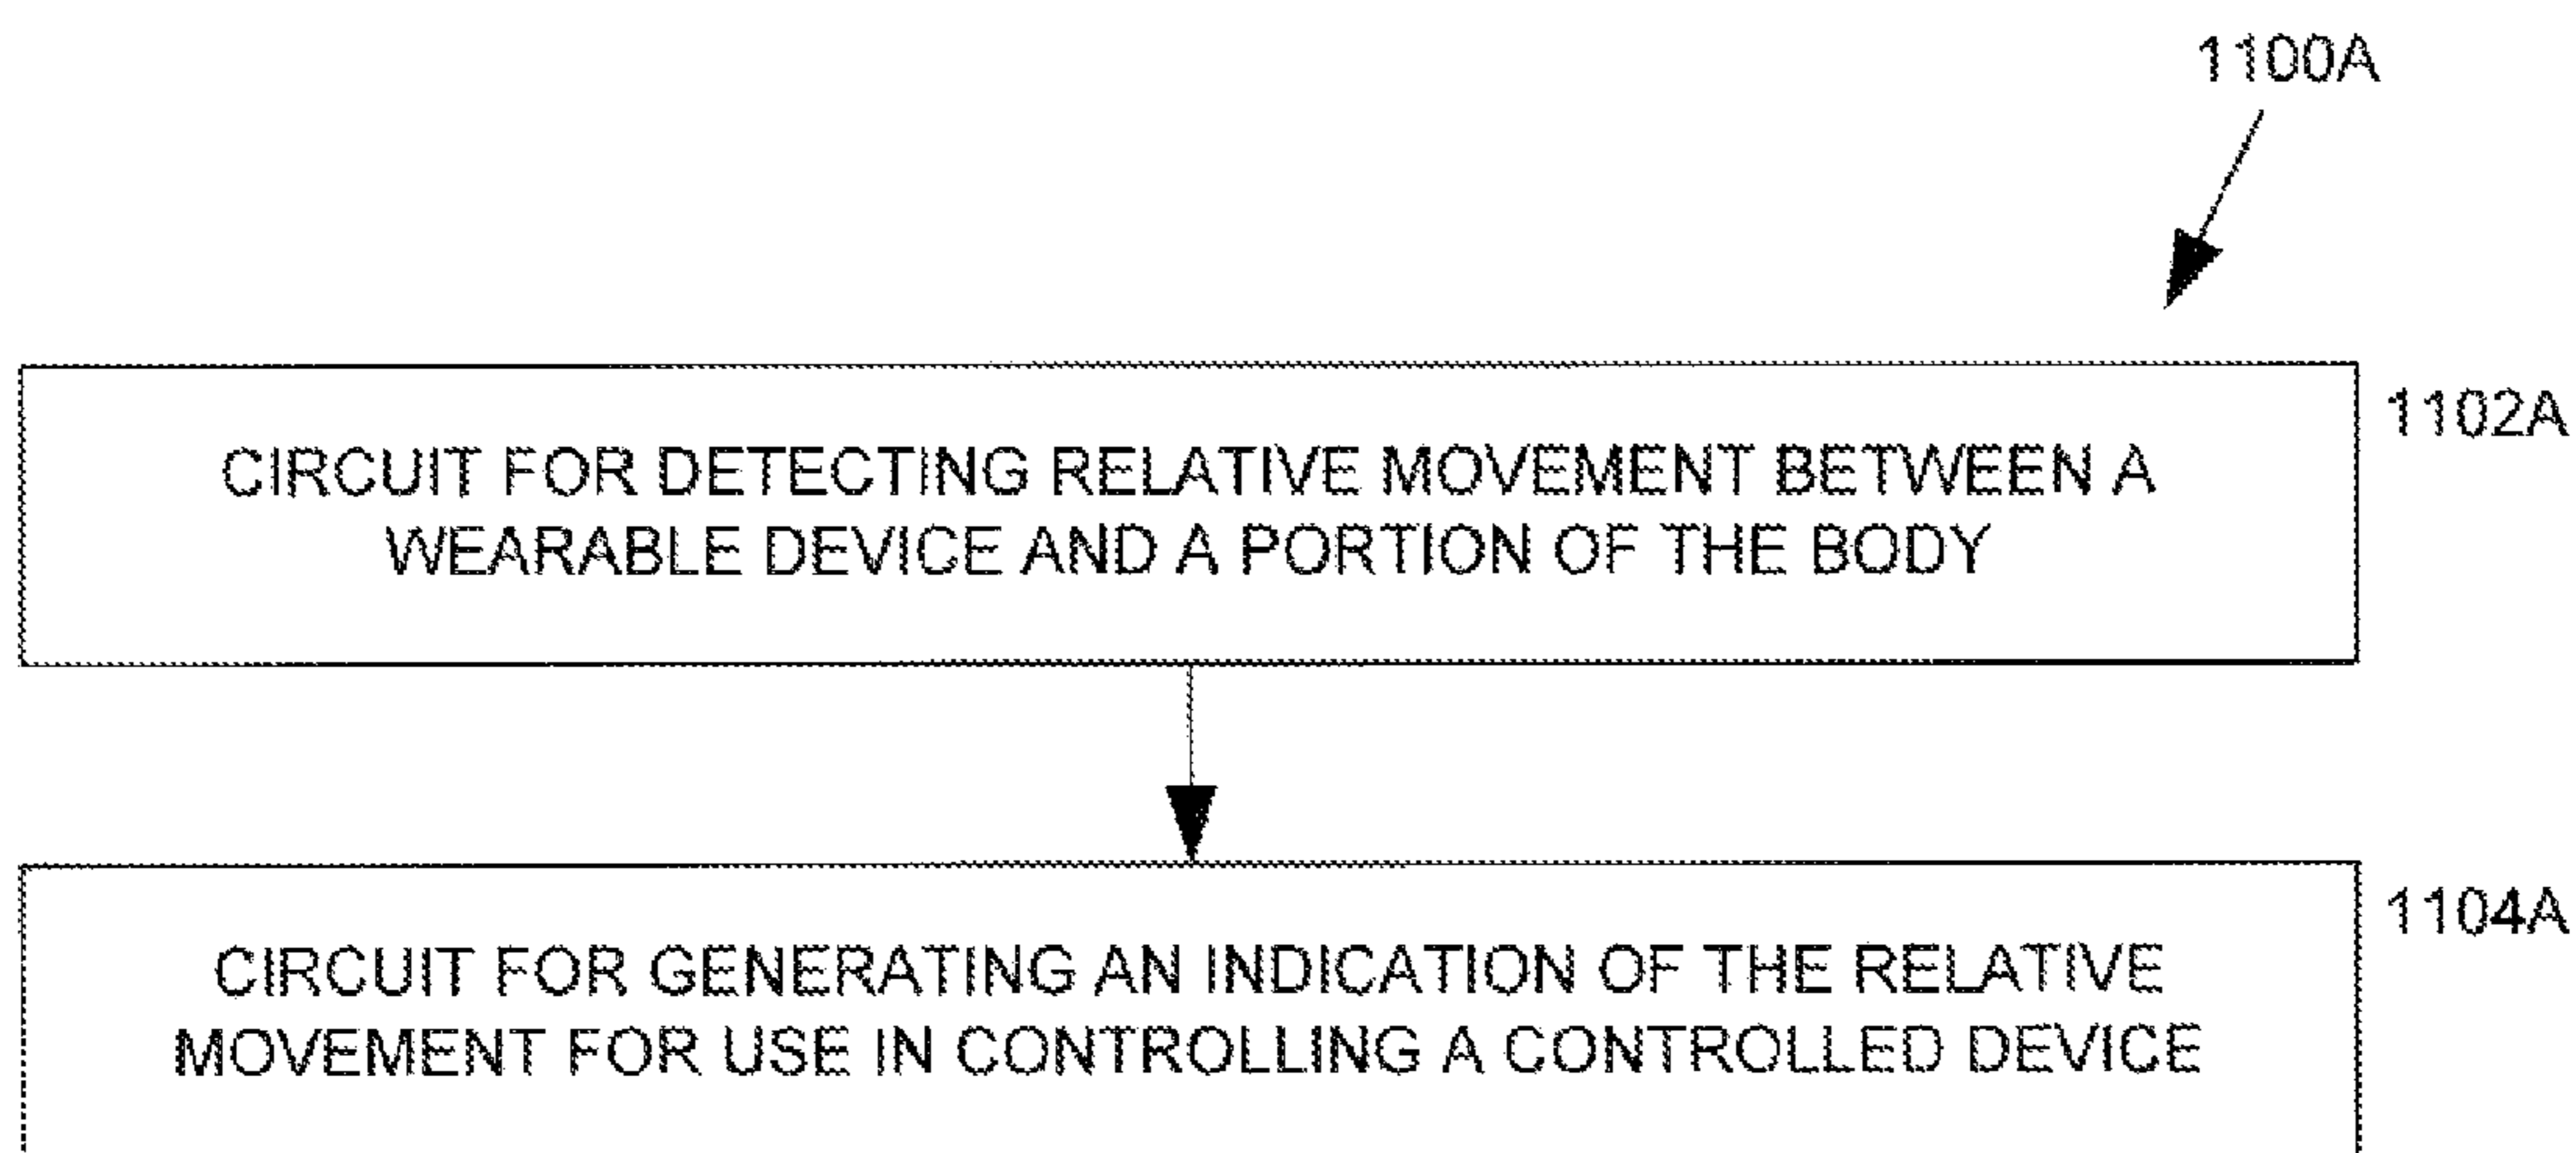 1100A
1102A
CIRCUIT FOR DETECTING RELATIVE MOVEMENT BETWEEN A
WEARABLE DEVICE AND A PORTION OF THE BODY
1104A
CIRCUIT FOR GENERATING AN INDICATION OF THE RELATIVE
MOVEMENT FOR USE IN CONTROLLING A CONTROLLED DEVICE